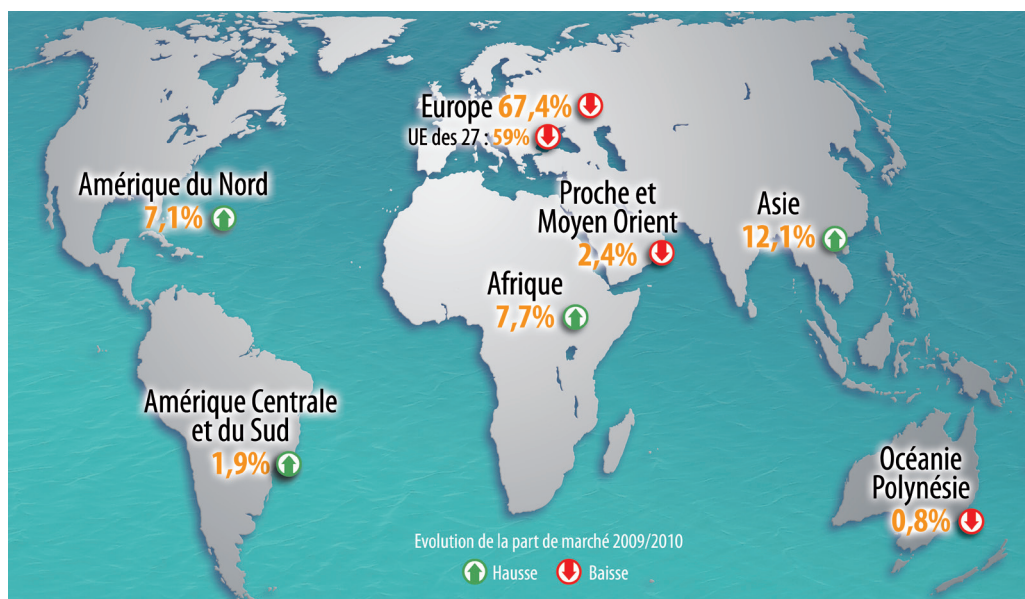 Europe 67,4%
UE des 27 : 59%
Amérique du Nord
7,1%
Proche et
Moyen Orient
2,4%
Asie
12,1%
Afrique
7,7%
Amérique Centrale
et du Sud
1,9%
Océanie
Polynésie
0,8%
Evolution de la part de marché 2009/2010
Hausse Baisse